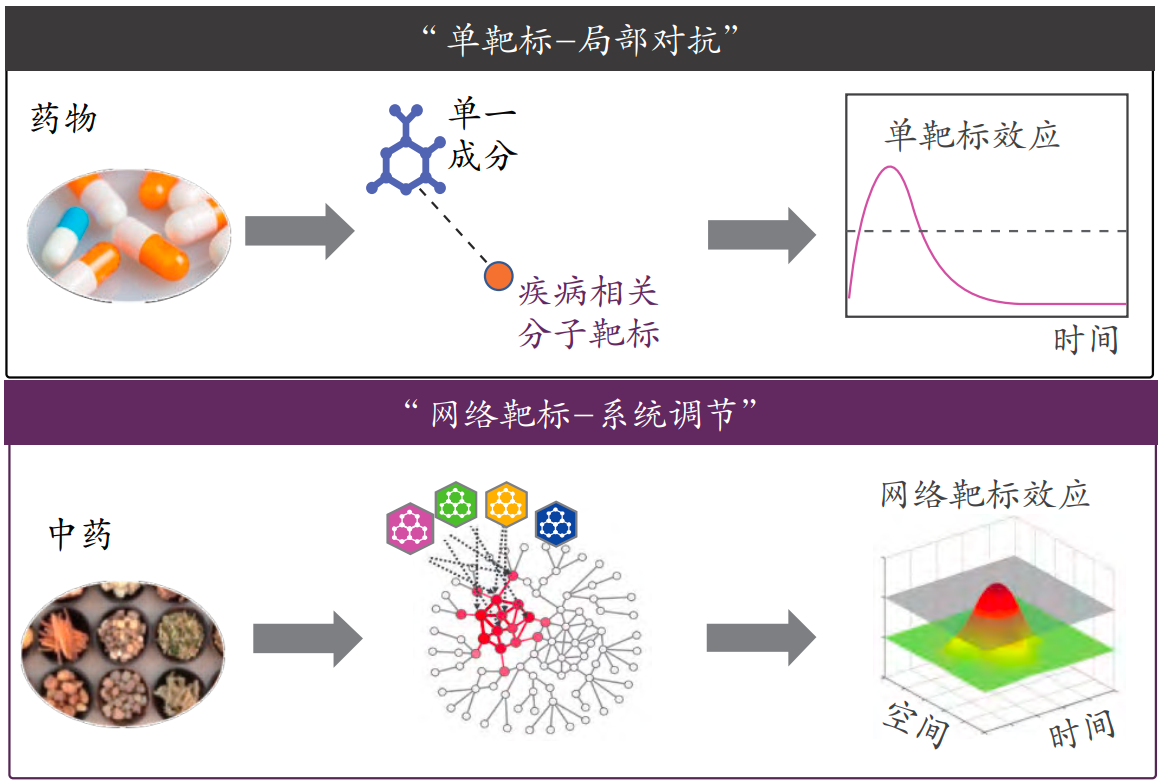 “单靶标–局部对抗”
药物
单一
成分
疾病相关
分子靶标
单靶标效应
时间
“网络靶标–系统调节”
中药
网络靶标效应
空间
时间